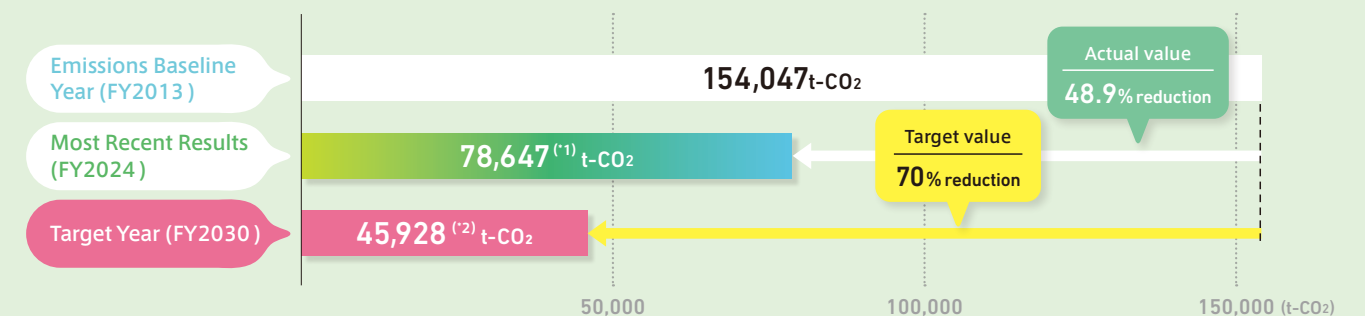 Emissions Baseline
Year (FY2013)
154,047t-CO2
Actual value
48.9% reduction
Most Recent Results
(FY2024)
78,647(*1) t-CO2
Target value
70% reduction
Target Year (FY2030)
45,928 (*2) t-CO2
50,000
100,000
150,000 (t-CO2)